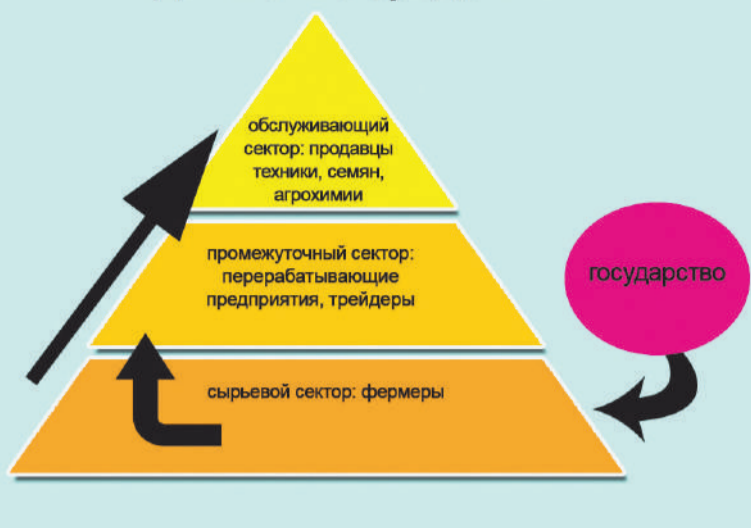 обслуживающий
сектор: продавцы
техники, семян,
агрохимии
промежуточный сектор:
перерабатывающие
предприятия, трейдеры
государство
сырьевой сектор: фермеры